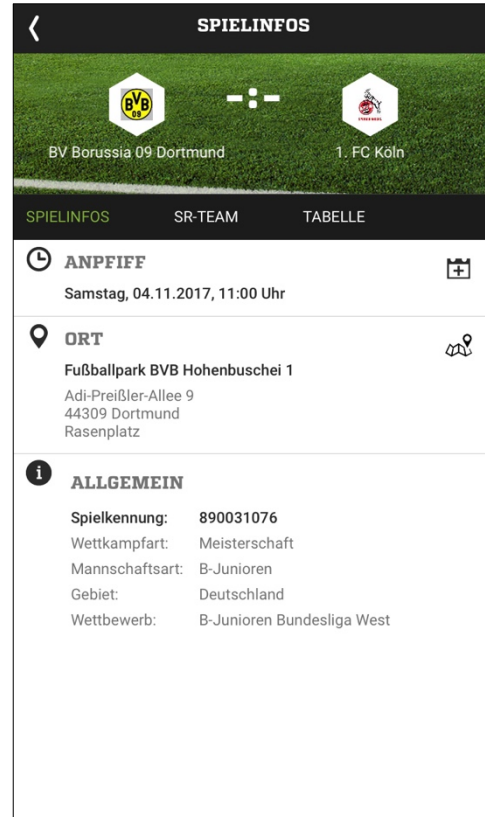 SPIELINFOS
BVB
09
-:-
BV Borussia 09 Dortmund 1. FC Köln
SPIELINFOS SR-TEAM TABELLE
ANPFIFF
Samstag, 04.11.2017, 11:00 Uhr
ORT
Fußballpark BVB Hohenbuschei 1
Adi-Preißler-Allee 9
44309 Dortmund
Rasenplatz
ALLGEMEIN
Spielkennung: 890031076
Wettkampfart: Meisterschaft
Mannschaftsart: B-Junioren
Gebiet: Deutschland
Wettbewerb: B-Junioren Bundesliga West